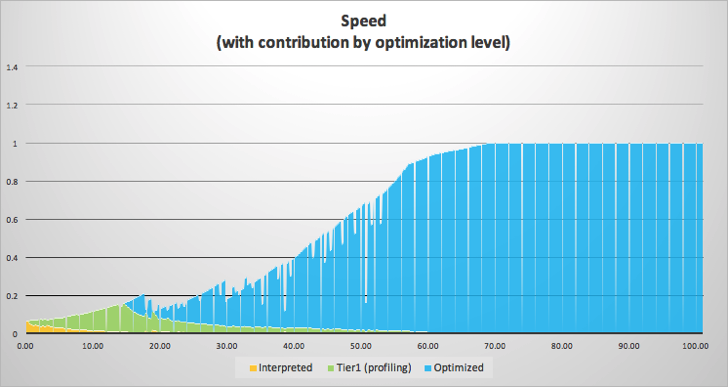 Speed
(with contribution by optimization level)
1.4
1.2
1
0.8
0.6
0.4
0.2
0
0.00 10.00 20.00 30.00 40.00 50.00 60.00 70.00 80.00 90.00 100.00
Interpreted Tier1 (profiling) Optimized